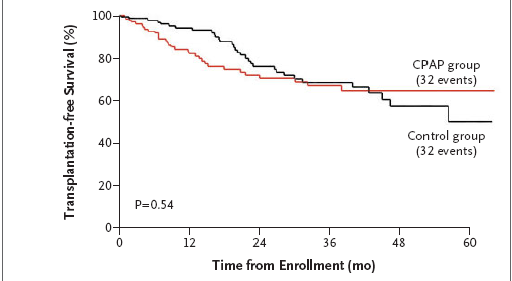 Transplantation-free Survival (%)
100
80
60
40
20
0
CPAP group
(32 events)
Control group
(32 events)
P=0.54
0 12 24 36 48 60
Time from Enrollment (mo)